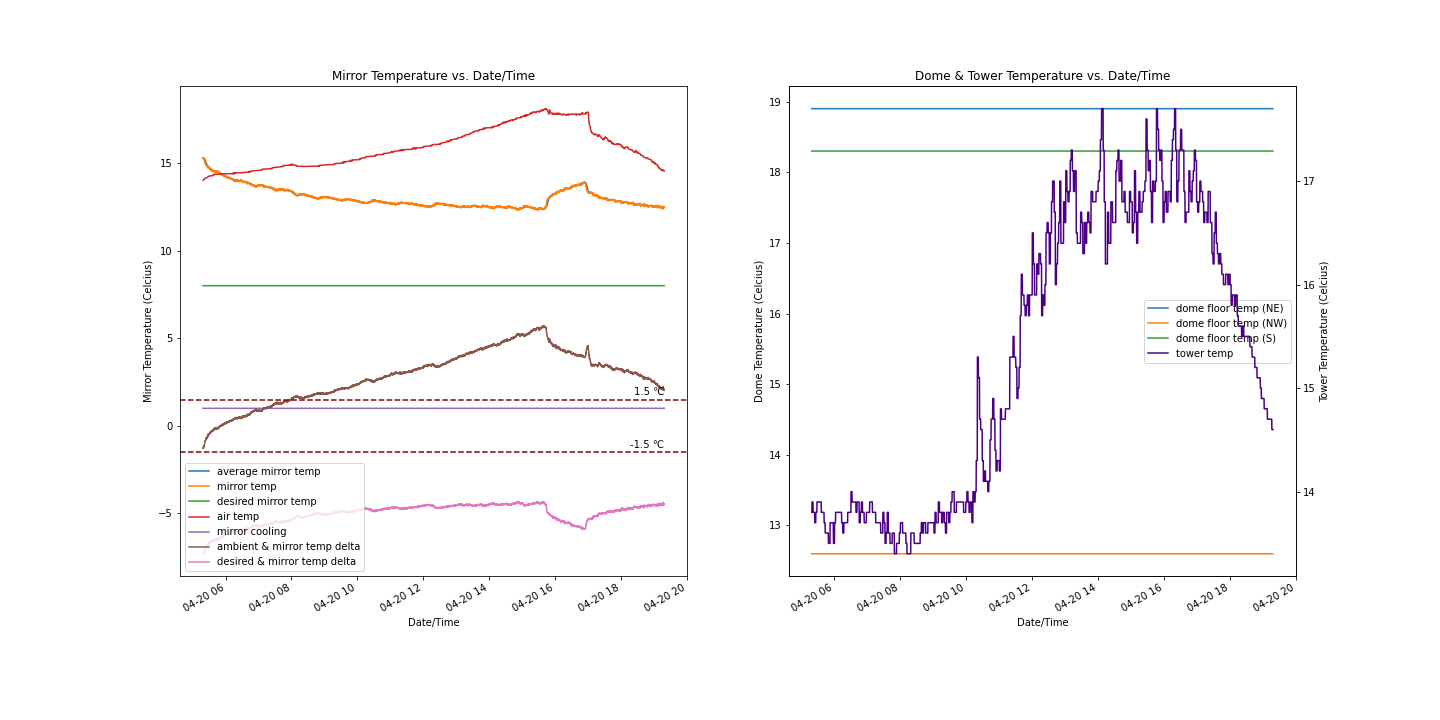 Mirror Temperature vs. Date/Time
Mirror Temperature (Celcius)
15
10
5
0
−5
1.5 °C
-1.5 °C
average mirror temp
mirror temp
desired mirror temp
air temp
mirror cooling
ambient & mirror temp delta
desired & mirror temp delta
04-20 06
04-20 08
04-20 10
04-20 12
04-20 14
04-20 16
04-20 18
04-20 20
Date/Time
Dome & Tower Temperature vs. Date/Time
Dome Temperature (Celcius)
19
18
17
16
15
14
13
dome floor temp (NE)
dome floor temp (NW)
dome floor temp (S)
tower temp
17
16
15
14
Tower Temperature (Celcius)
04-20 06
04-20 08
04-20 10
04-20 12
04-20 14
04-20 16
04-20 18
04-20 20
Date/Time